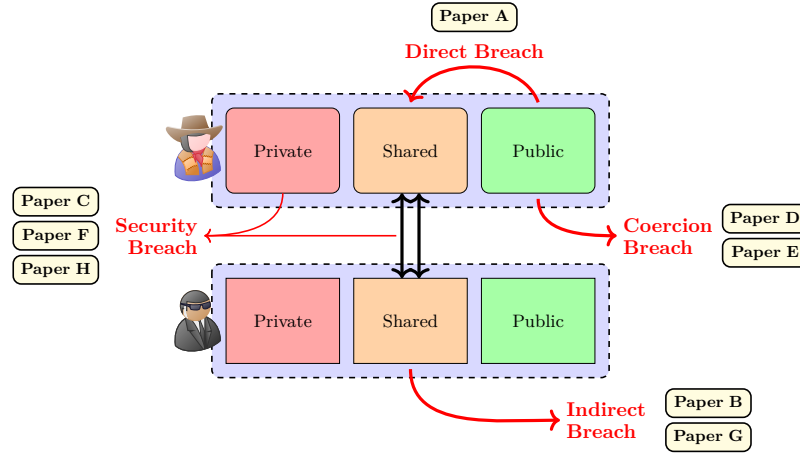 Paper A
Direct Breach
Private
Shared
Public
Paper C
Paper F
Paper H
Security
Breach
Coercion
Breach
Paper D
Paper E
Private
Shared
Public
Indirect
Breach
Paper B
Paper G